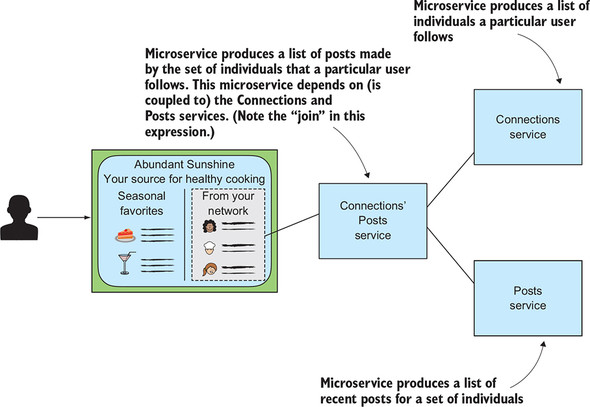 Microservice produces a list of
individuals a particular user
follows
Microservice produces a list of posts made
by the set of individuals that a particular user
follows. This microservice depends on (is
coupled to) the Connections and
Posts services. (Note the “join” in this
expression.)
Connections
service
Abundant Sunshine
Your source for healthy cooking
Seasonal
favorites
From your
network
Connections’
Posts
service
Posts
service
Microservice produces a list of
recent posts for a set of individuals